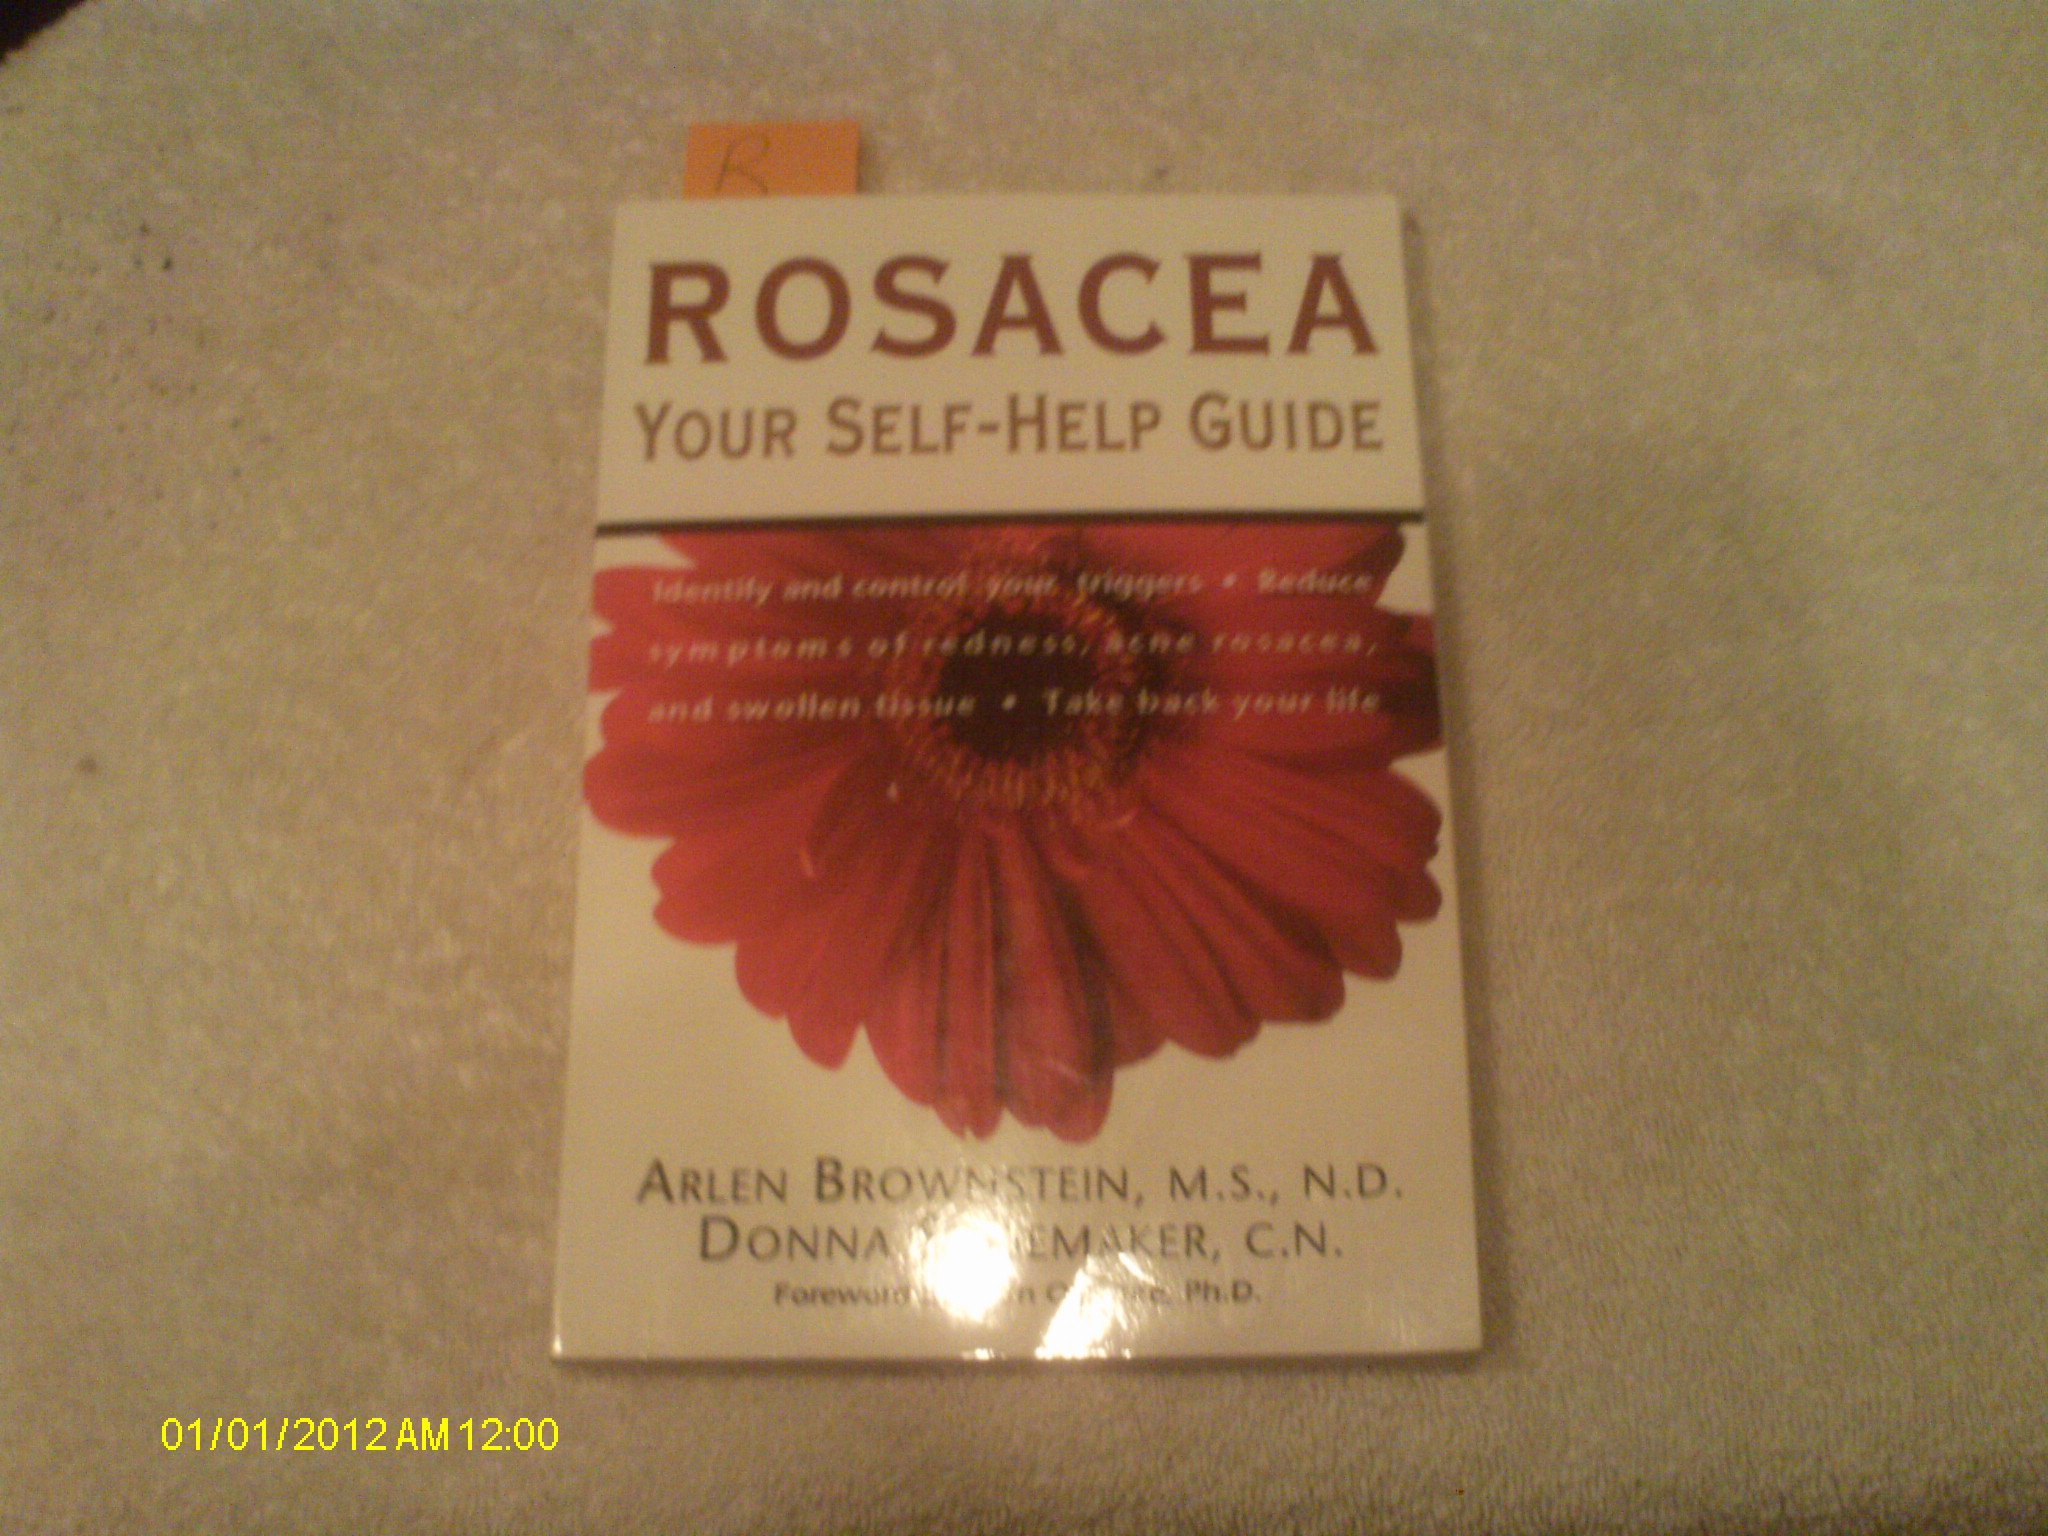 R
ROSACEA
YOUR SELF-HELP GUIDE
Identify and control your triggers • Reduce
symptoms of redness, acne rosacea,
and swollen tissue • Take back your life
ARLEN BROWNSTEIN, M.S., N.D.
DONNA C.N.
Foreword Ph.D.
01/01/2012 AM 12:00